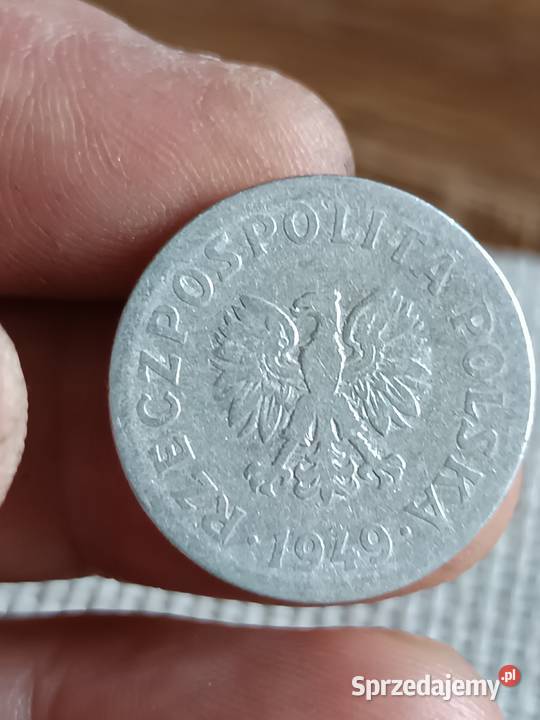 RZECZPOSPOLITA POLSKA
· 1949 ·
Sprzedajemy.pl